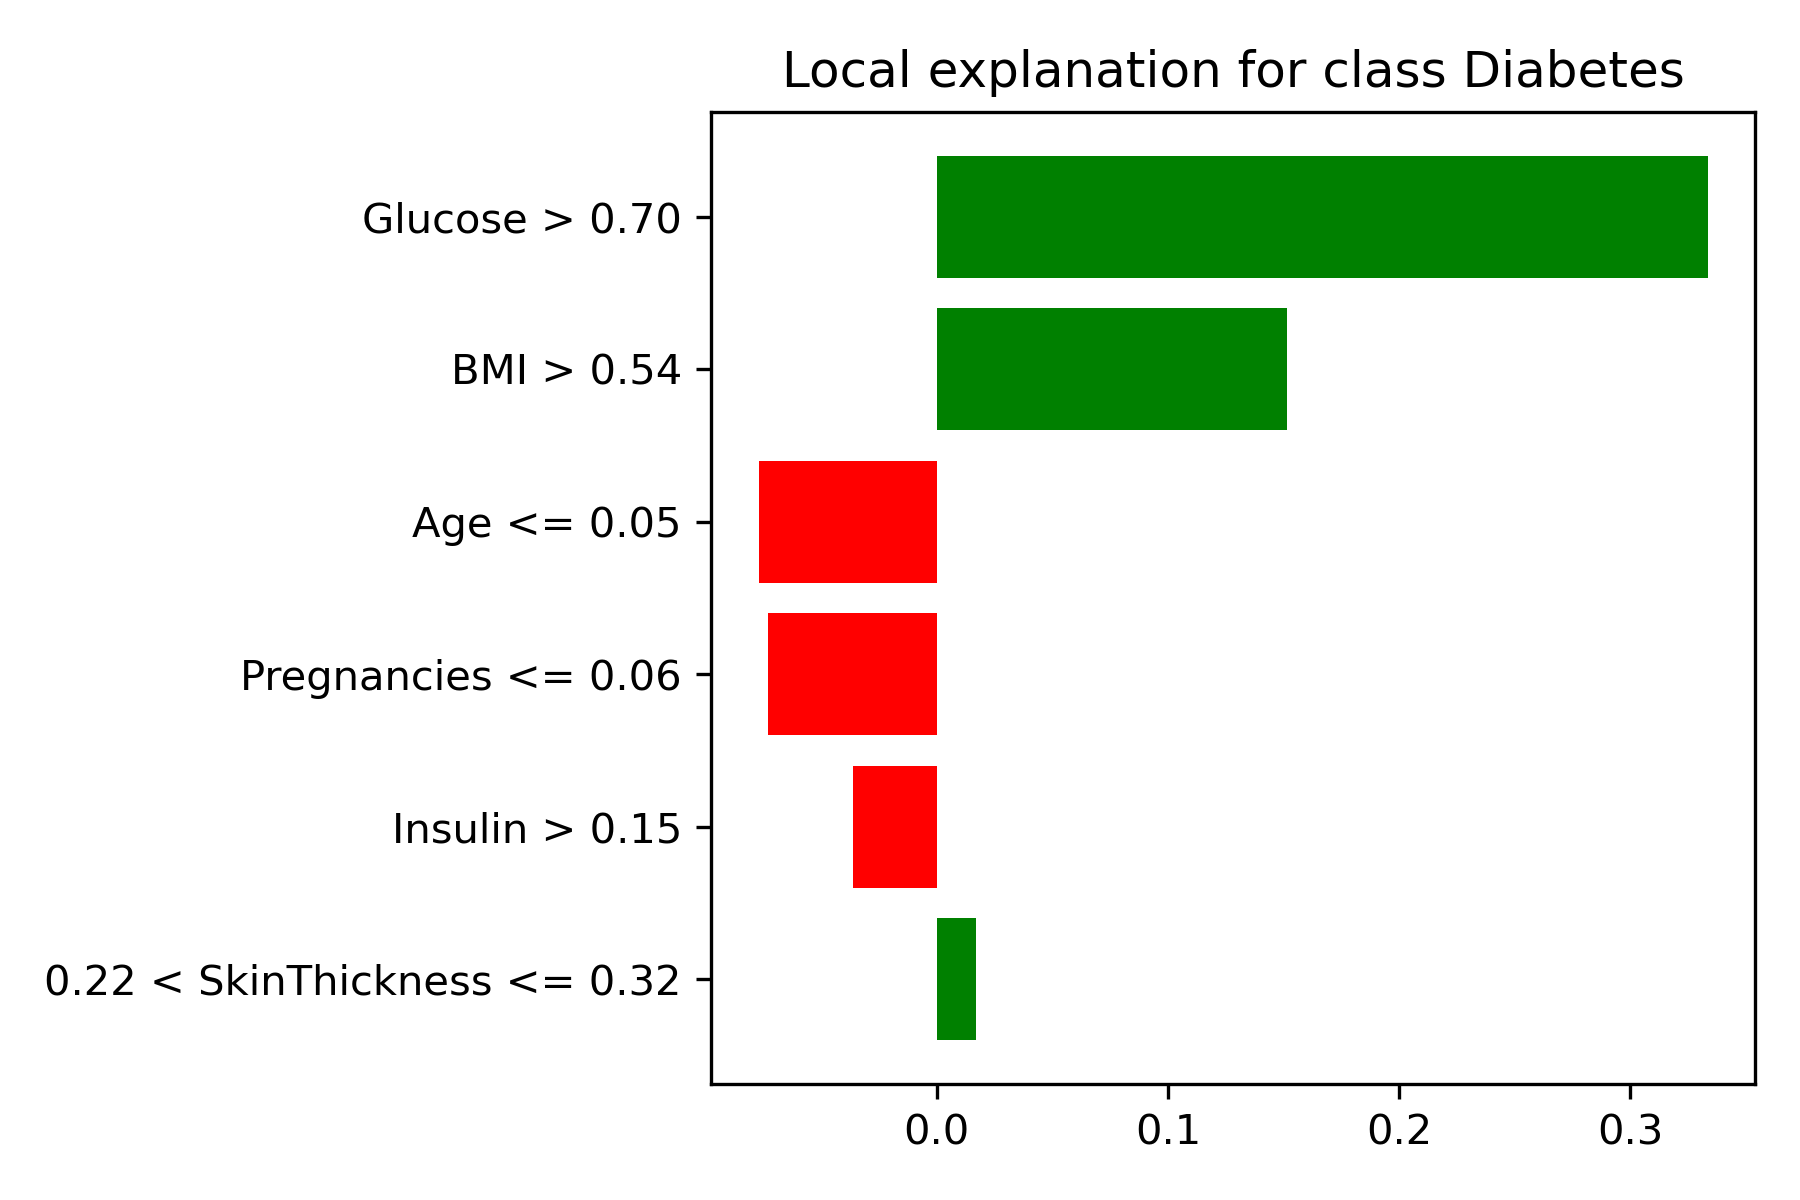 Local explanation for class Diabetes
Glucose > 0.70
BMI > 0.54
Age <= 0.05
Pregnancies <= 0.06
Insulin > 0.15
0.22 < SkinThickness <= 0.32
0.0 0.1 0.2 0.3